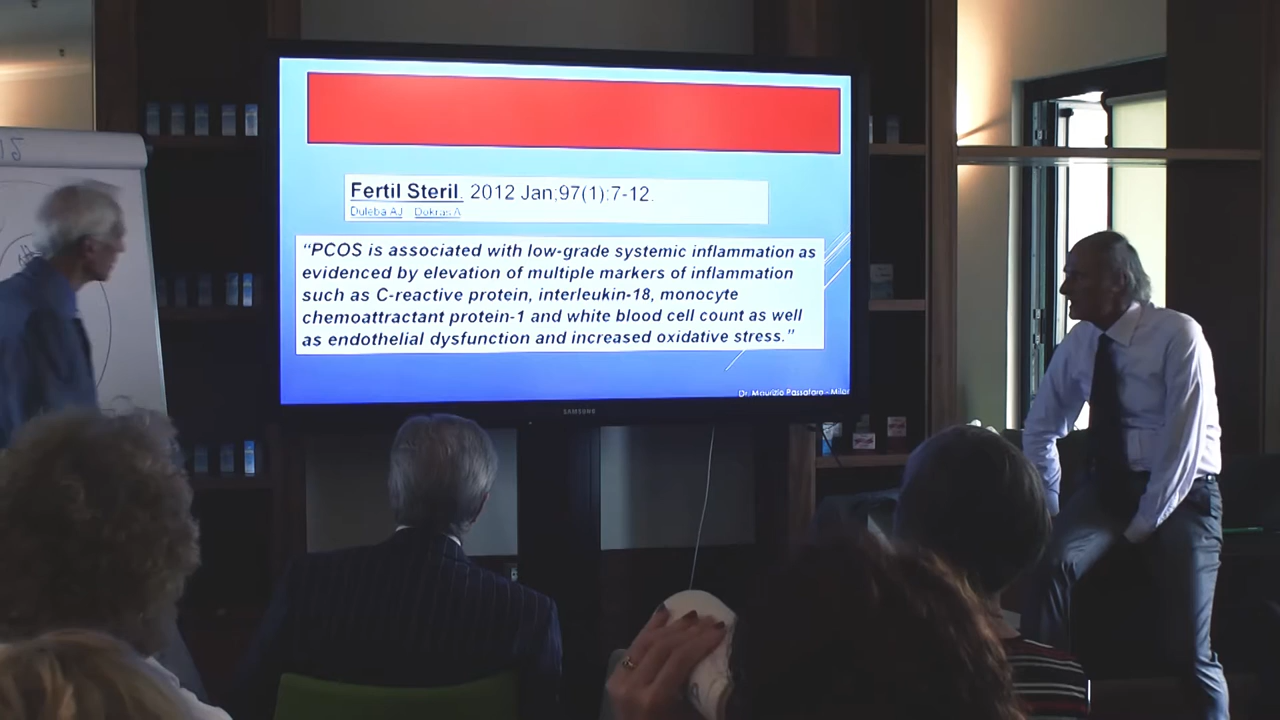 Fertil Steril. 2012 Jan;97(1):7-12.
Duleba AJ Dokras A
“PCOS is associated with low-grade systemic inflammation as
evidenced by elevation of multiple markers of inflammation
such as C-reactive protein, interleukin-18, monocyte
chemoattractant protein-1 and white blood cell count as well
as endothelial dysfunction and increased oxidative stress.”
Dr. Maurizio Passafaro - Milan
SAMSUNG